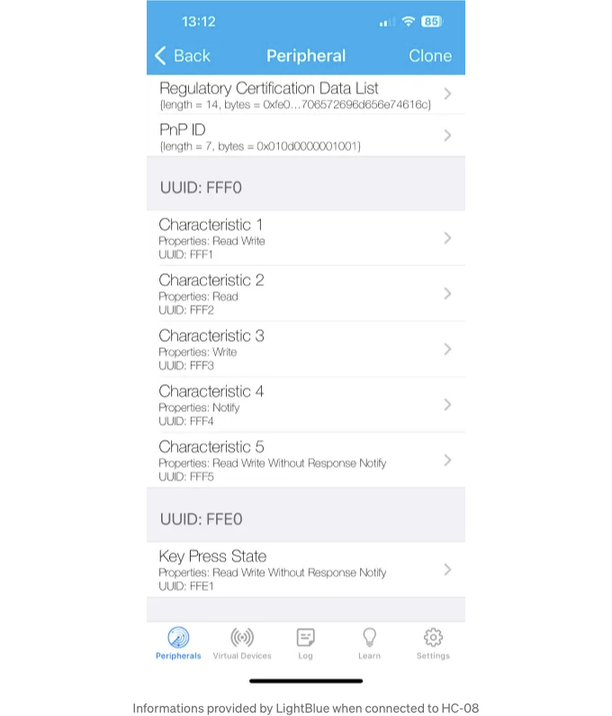 13:12
85
Back Peripheral Clone
Regulatory Certification Data List
{length = 14, bytes = 0xfe0...706572696d656e74616c}
PnP ID
{length = 7, bytes = 0x010d0000001001}
UUID: FFF0
Characteristic 1
Properties: Read Write
UUID: FFF1
Characteristic 2
Properties: Read
UUID: FFF2
Characteristic 3
Properties: Write
UUID: FFF3
Characteristic 4
Properties: Notify
UUID: FFF4
Characteristic 5
Properties: Read Write Without Response Notify
UUID: FFF5
UUID: FFE0
Key Press State
Properties: Read Write Without Response Notify
UUID: FFE1
Peripherals Virtual Devices Log Learn Settings
Informations provided by LightBlue when connected to HC-08